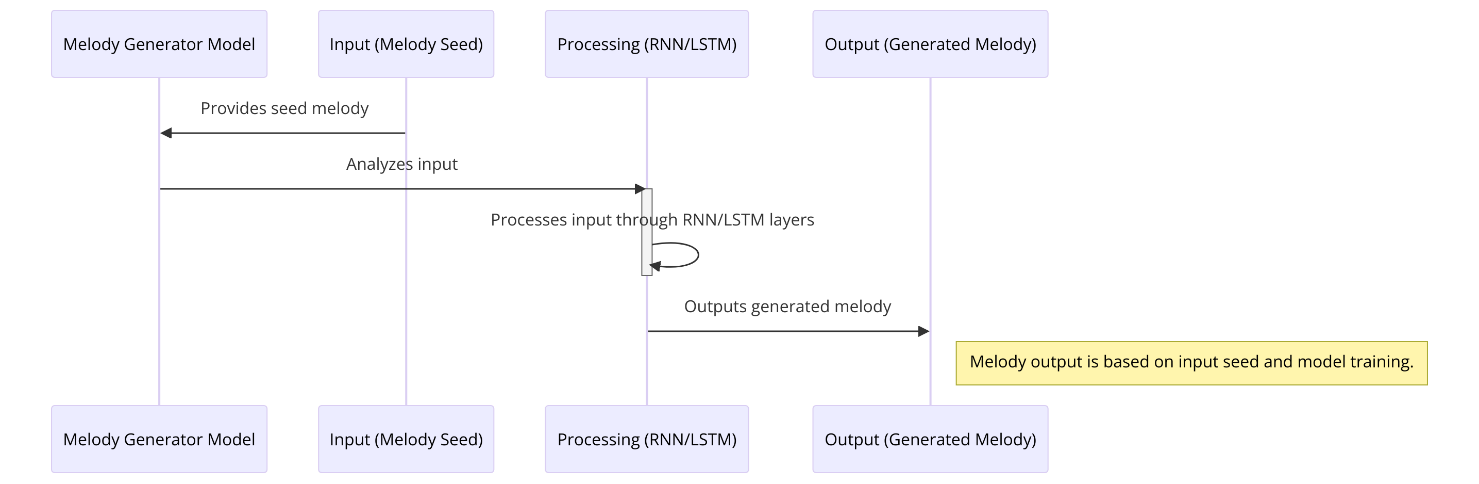 Melody Generator Model
Input (Melody Seed)
Processing (RNN/LSTM)
Output (Generated Melody)
Provides seed melody
Analyzes input
Processes input through RNN/LSTM layers
Outputs generated melody
Melody output is based on input seed and model training.
Melody Generator Model
Input (Melody Seed)
Processing (RNN/LSTM)
Output (Generated Melody)